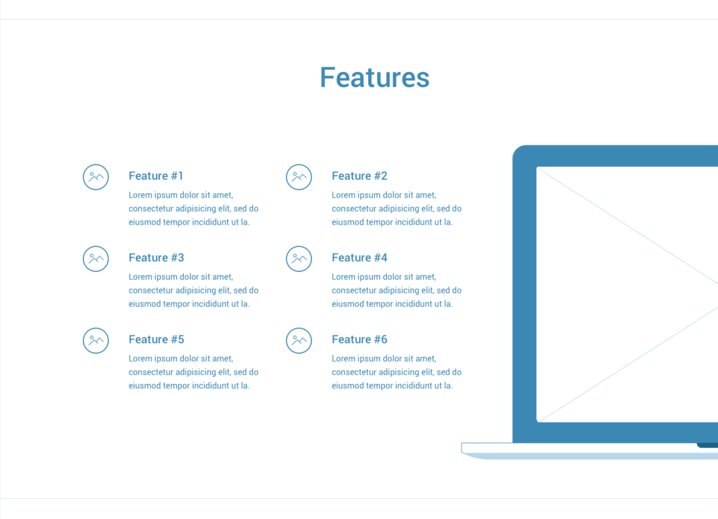 Features
Feature #1
Lorem ipsum dolor sit amet,
consectetur adipisicing elit, sed do
eiusmod tempor incididunt ut la.
Feature #2
Lorem ipsum dolor sit amet,
consectetur adipisicing elit, sed do
eiusmod tempor incididunt ut la.
Feature #3
Lorem ipsum dolor sit amet,
consectetur adipisicing elit, sed do
eiusmod tempor incididunt ut la.
Feature #4
Lorem ipsum dolor sit amet,
consectetur adipisicing elit, sed do
eiusmod tempor incididunt ut la.
Feature #5
Lorem ipsum dolor sit amet,
consectetur adipisicing elit, sed do
eiusmod tempor incididunt ut la.
Feature #6
Lorem ipsum dolor sit amet,
consectetur adipisicing elit, sed do
eiusmod tempor incididunt ut la.